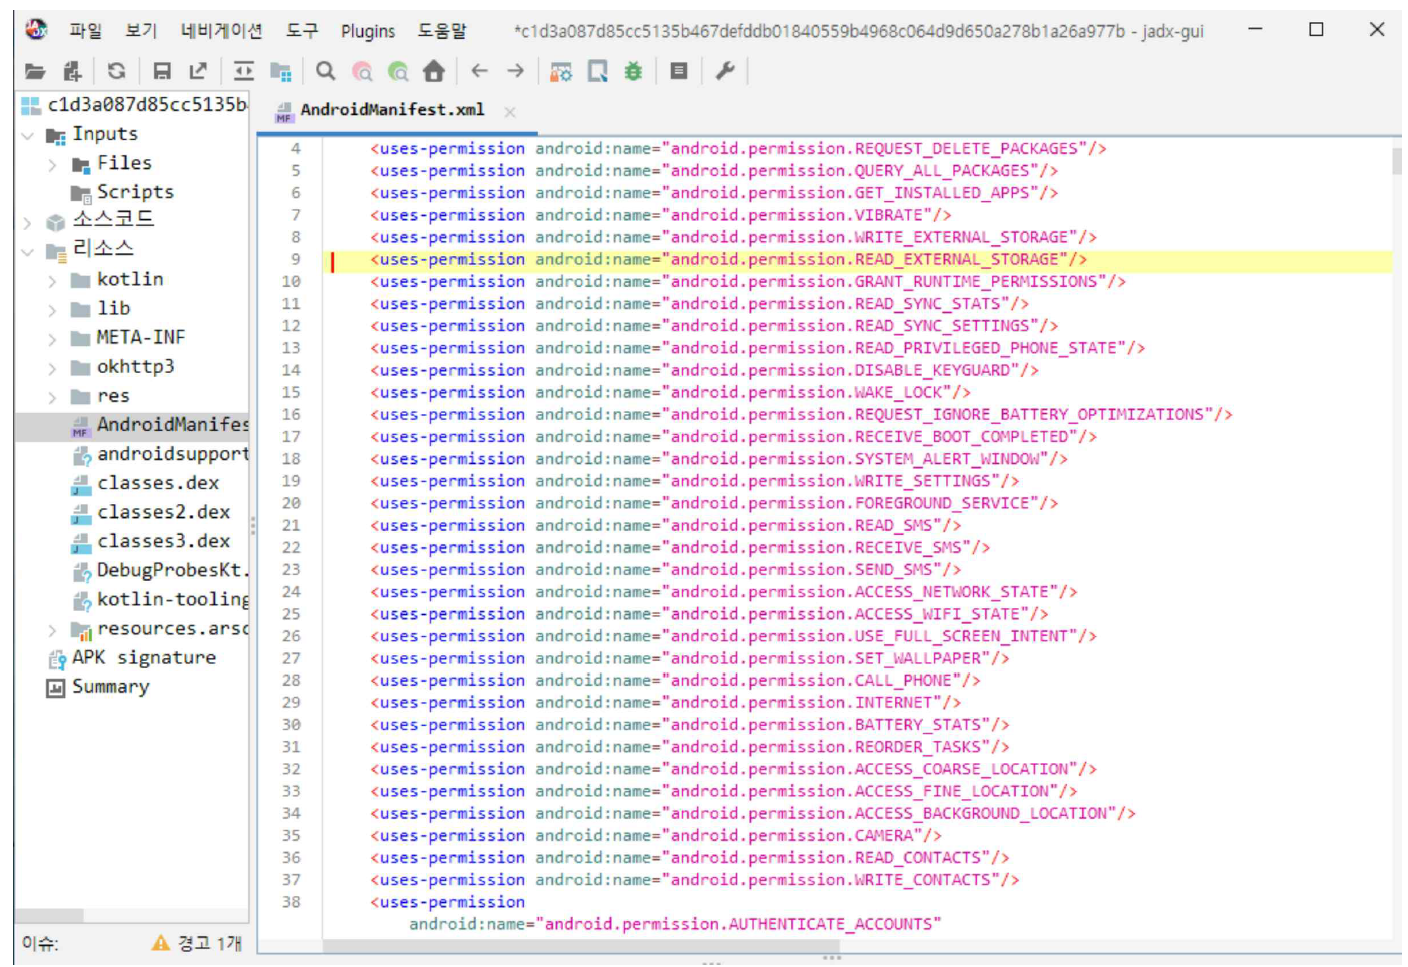 파일 보기 네비게이션 도구 Plugins 도움말 *c1d3a087d85cc5135b467defddb01840559b4968c064d9d650a278b1a26a977b - jadx-gui
c1d3a087d85cc5135b
Inputs
Files
Scripts
소스코드
리소스
kotlin
lib
META-INF
okhttp3
res
AndroidManifes
androidsupport
classes.dex
classes2.dex
classes3.dex
DebugProbesKt.
kotlin-tooling
resources.arsc
APK signature
Summary
이슈: 경고 1개
AndroidManifest.xml
4 <uses-permission android:name="android.permission.REQUEST_DELETE_PACKAGES"/>
5 <uses-permission android:name="android.permission.QUERY_ALL_PACKAGES"/>
6 <uses-permission android:name="android.permission.GET_INSTALLED_APPS"/>
7 <uses-permission android:name="android.permission.VIBRATE"/>
8 <uses-permission android:name="android.permission.WRITE_EXTERNAL_STORAGE"/>
9 <uses-permission android:name="android.permission.READ_EXTERNAL_STORAGE"/>
10 <uses-permission android:name="android.permission.GRANT_RUNTIME_PERMISSIONS"/>
11 <uses-permission android:name="android.permission.READ_SYNC_STATS"/>
12 <uses-permission android:name="android.permission.READ_SYNC_SETTINGS"/>
13 <uses-permission android:name="android.permission.READ_PRIVILEGED_PHONE_STATE"/>
14 <uses-permission android:name="android.permission.DISABLE_KEYGUARD"/>
15 <uses-permission android:name="android.permission.WAKE_LOCK"/>
16 <uses-permission android:name="android.permission.REQUEST_IGNORE_BATTERY_OPTIMIZATIONS"/>
17 <uses-permission android:name="android.permission.RECEIVE_BOOT_COMPLETED"/>
18 <uses-permission android:name="android.permission.SYSTEM_ALERT_WINDOW"/>
19 <uses-permission android:name="android.permission.WRITE_SETTINGS"/>
20 <uses-permission android:name="android.permission.FOREGROUND_SERVICE"/>
21 <uses-permission android:name="android.permission.READ_SMS"/>
22 <uses-permission android:name="android.permission.RECEIVE_SMS"/>
23 <uses-permission android:name="android.permission.SEND_SMS"/>
24 <uses-permission android:name="android.permission.ACCESS_NETWORK_STATE"/>
25 <uses-permission android:name="android.permission.ACCESS_WIFI_STATE"/>
26 <uses-permission android:name="android.permission.USE_FULL_SCREEN_INTENT"/>
27 <uses-permission android:name="android.permission.SET_WALLPAPER"/>
28 <uses-permission android:name="android.permission.CALL_PHONE"/>
29 <uses-permission android:name="android.permission.INTERNET"/>
30 <uses-permission android:name="android.permission.BATTERY_STATS"/>
31 <uses-permission android:name="android.permission.REORDER_TASKS"/>
32 <uses-permission android:name="android.permission.ACCESS_COARSE_LOCATION"/>
33 <uses-permission android:name="android.permission.ACCESS_FINE_LOCATION"/>
34 <uses-permission android:name="android.permission.ACCESS_BACKGROUND_LOCATION"/>
35 <uses-permission android:name="android.permission.CAMERA"/>
36 <uses-permission android:name="android.permission.READ_CONTACTS"/>
37 <uses-permission android:name="android.permission.WRITE_CONTACTS"/>
38 <uses-permission
android:name="android.permission.AUTHENTICATE_ACCOUNTS"